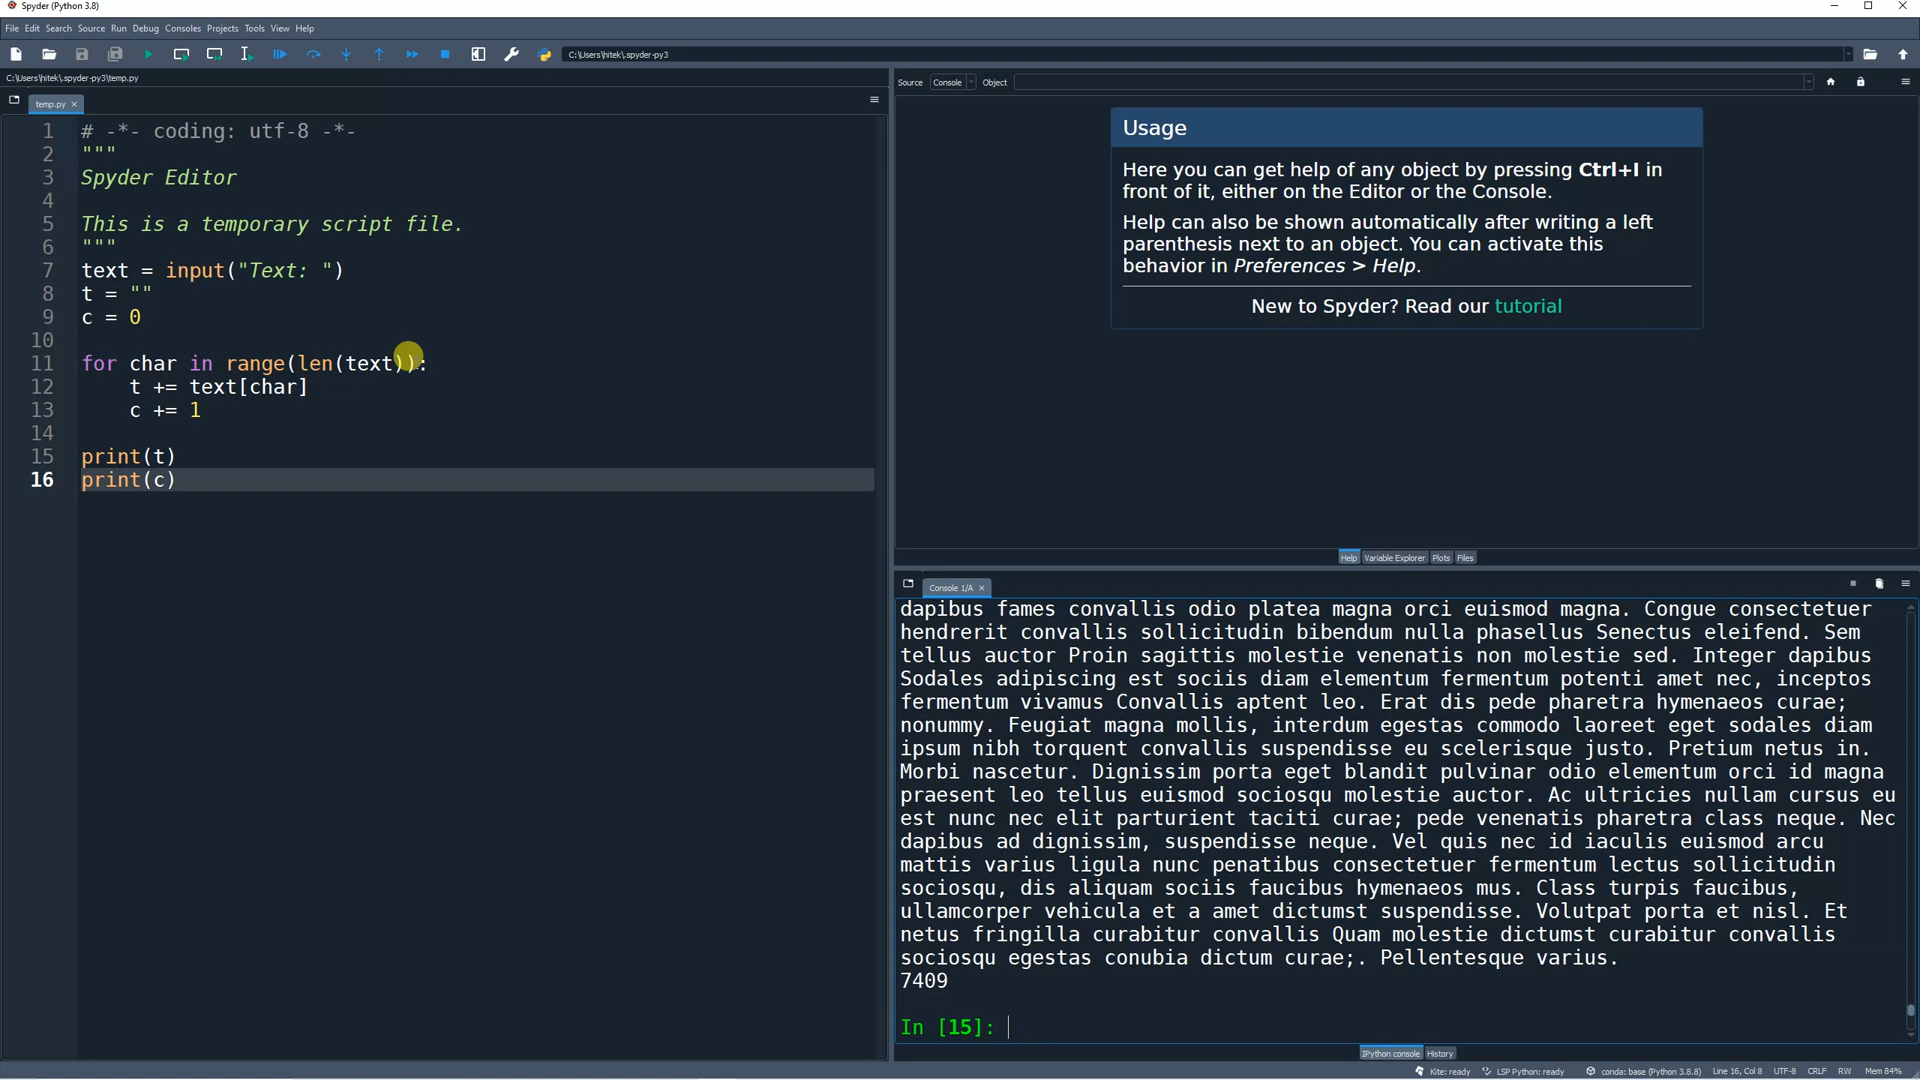 Spyder (Python 3.8)
File Edit Search Source Run Debug Consoles Projects Tools View Help
C:\Users\hitek\.spyder-py3
C:\Users\hitek\.spyder-py3\temp.py
temp.py
1 # -*- coding: utf-8 -*-
2 """
3 Spyder Editor
4
5 This is a temporary script file.
6 """
7 text = input("Text: ")
8 t = ""
9 c = 0
10
11 for char in range(len(text)):
12 t += text[char]
13 c += 1
14
15 print(t)
16 print(c)
Source Console Object
Usage
Here you can get help of any object by pressing Ctrl+I in
front of it, either on the Editor or the Console.
Help can also be shown automatically after writing a left
parenthesis next to an object. You can activate this
behavior in Preferences > Help.
New to Spyder? Read our tutorial
Help Variable Explorer Plots Files
Console 1/A
dapibus fames convallis odio platea magna orci euismod magna. Congue consectetuer
hendrerit convallis sollicitudin bibendum nulla phasellus Senectus eleifend. Sem
tellus auctor Proin sagittis molestie venenatis non molestie sed. Integer dapibus
Sodales adipiscing est sociis diam elementum fermentum potenti amet nec, inceptos
fermentum vivamus Convallis aptent leo. Erat dis pede pharetra hymenaeos curae;
nonummy. Feugiat magna mollis, interdum egestas commodo laoreet eget sodales diam
ipsum nibh torquent convallis suspendisse eu scelerisque justo. Pretium netus in.
Morbi nascetur. Dignissim porta eget blandit pulvinar odio elementum orci id magna
praesent leo tellus euismod sociosqu molestie auctor. Ac ultricies nullam cursus eu
est nunc nec elit parturient taciti curae; pede venenatis pharetra class neque. Nec
dapibus ad dignissim, suspendisse neque. Vel quis nec id iaculis euismod arcu
mattis varius ligula nunc penatibus consectetuer fermentum lectus sollicitudin
sociosqu, dis aliquam sociis faucibus hymenaeos mus. Class turpis faucibus,
ullamcorper vehicula et a amet dictumst suspendisse. Volutpat porta et nisl. Et
netus fringilla curabitur convallis Quam molestie dictumst curabitur convallis
sociosqu egestas conubia dictum curae;. Pellentesque varius.
7409
In [15]:
IPython console History
Kite: ready LSP Python: ready conda: base (Python 3.8.8) Line 16, Col 8 UTF-8 CRLF RW Mem 84%